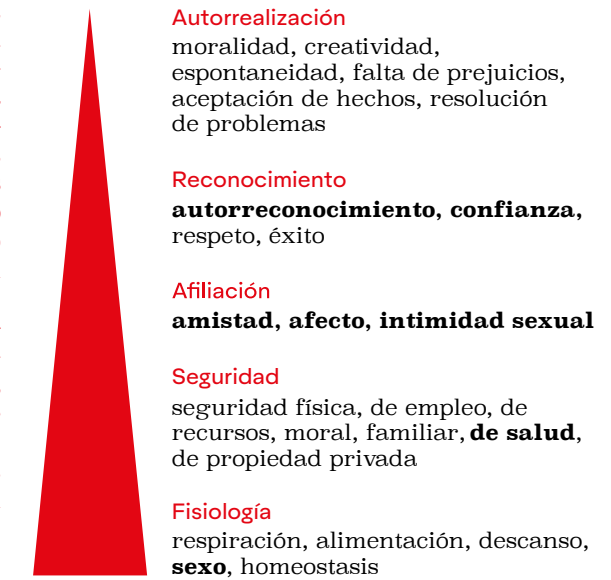 Autorrealización
moralidad, creatividad,
espontaneidad, falta de prejuicios,
aceptación de hechos, resolución
de problemas
Reconocimiento
autorreconocimiento, confianza,
respeto, éxito
Afiliación
amistad, afecto, intimidad sexual
Seguridad
seguridad física, de empleo, de
recursos, moral, familiar, de salud,
de propiedad privada
Fisiología
respiración, alimentación, descanso,
sexo, homeostasis